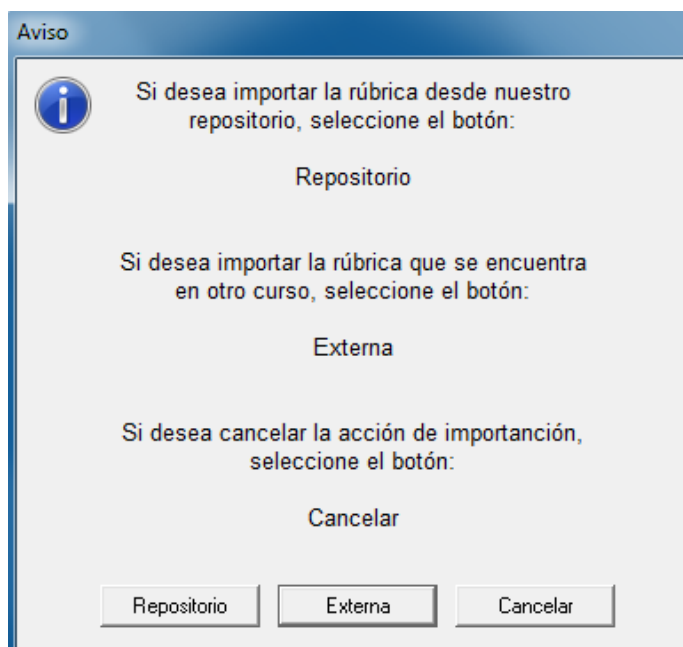 Aviso
Si desea importar la rúbrica desde nuestro
repositorio, seleccione el botón:
Repositorio
Si desea importar la rúbrica que se encuentra
en otro curso, seleccione el botón:
Externa
Si desea cancelar la acción de importanción,
seleccione el botón:
Cancelar
Repositorio Externa Cancelar